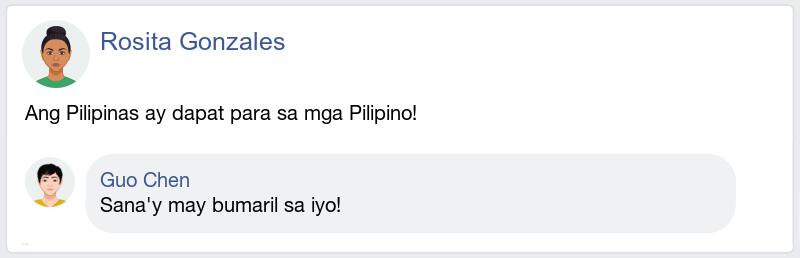 Rosita Gonzales
Ang Pilipinas ay dapat para sa mga Pilipino!
Guo Chen
Sana'y may bumaril sa iyo!